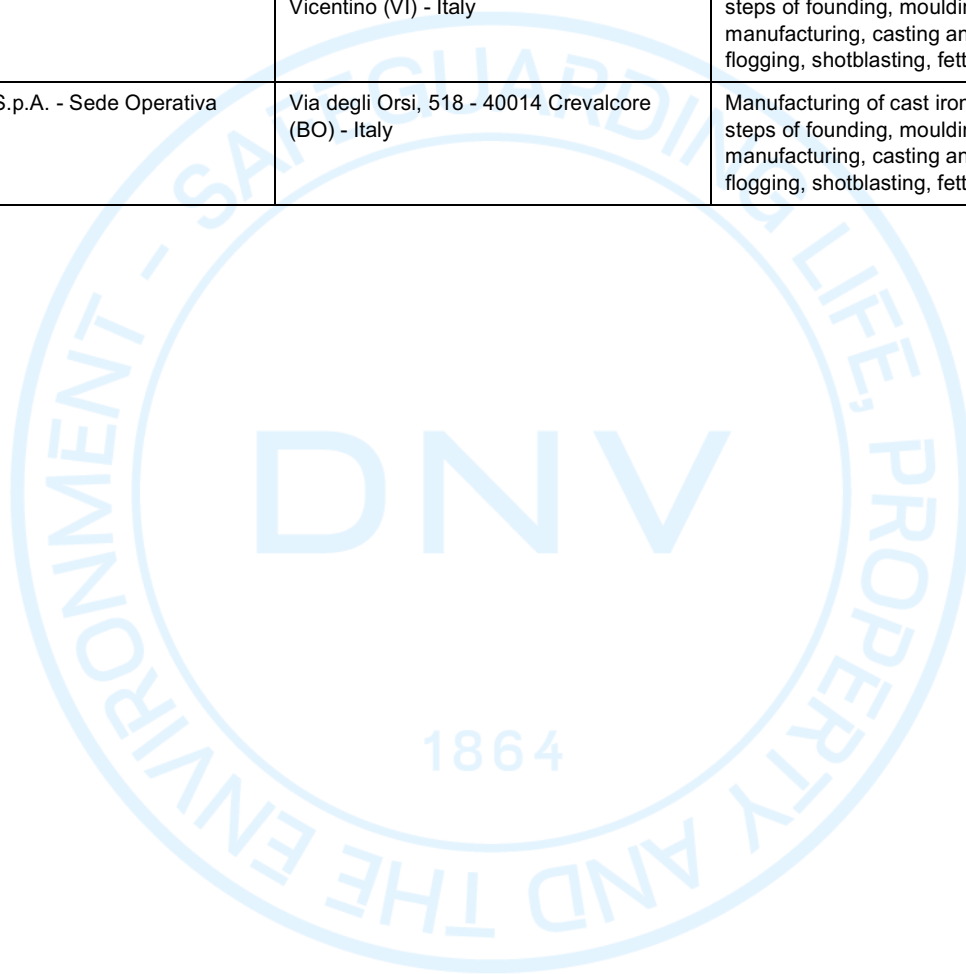 Vicentino (VI) - Italy
steps of founding, mouldin
manufacturing, casting an
flogging, shotblasting, fett
S.p.A. - Sede Operativa
Via degli Orsi, 518 - 40014 Crevalcore
(BO) - Italy
Manufacturing of cast iron
steps of founding, mouldin
manufacturing, casting an
flogging, shotblasting, fett
SAFEGUARDING LIFE, PROPERTY AND THE ENVIRONMENT -
DNV
1864